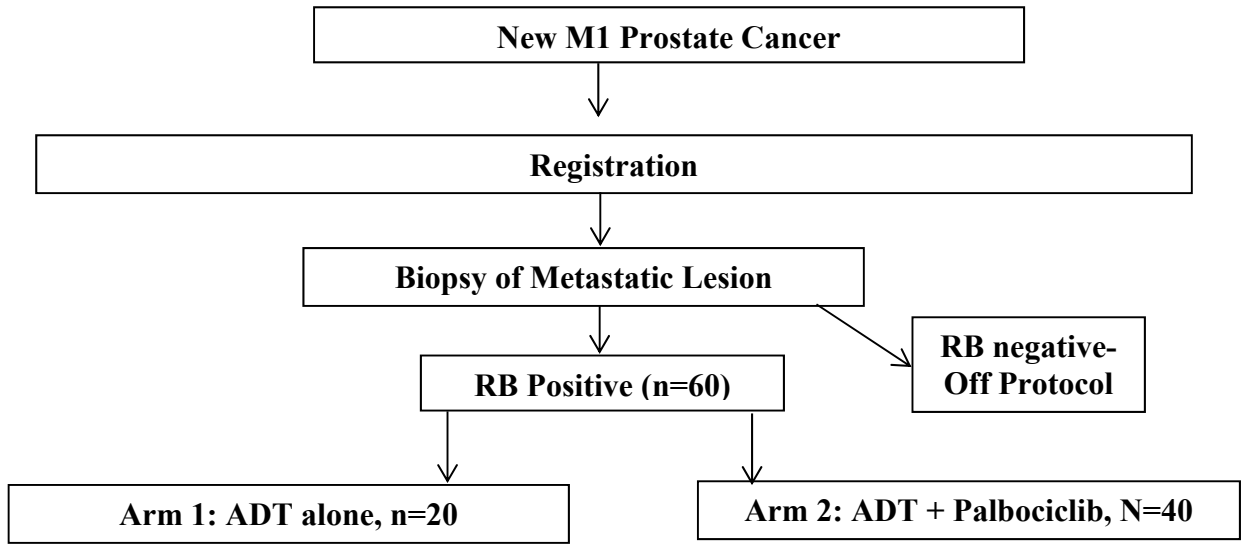 New M1 Prostate Cancer
Registration
Biopsy of Metastatic Lesion
RB negative-
Off Protocol
RB Positive (n=60)
Arm 1: ADT alone, n=20
Arm 2: ADT + Palbociclib, N=40